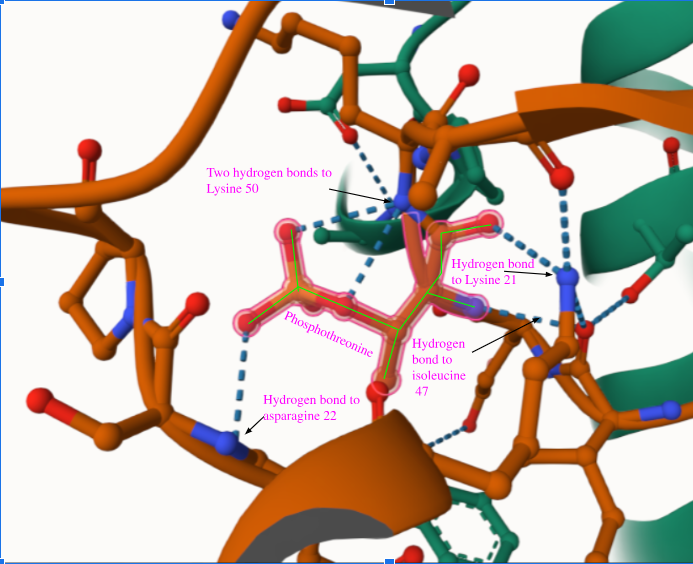 Two hydrogen bonds to
Lysine 50
Hydrogen bond
to Lysine 21
Phosphothreonine
Hydrogen
bond to
isoleucine
47
Hydrogen bond to
asparagine 22